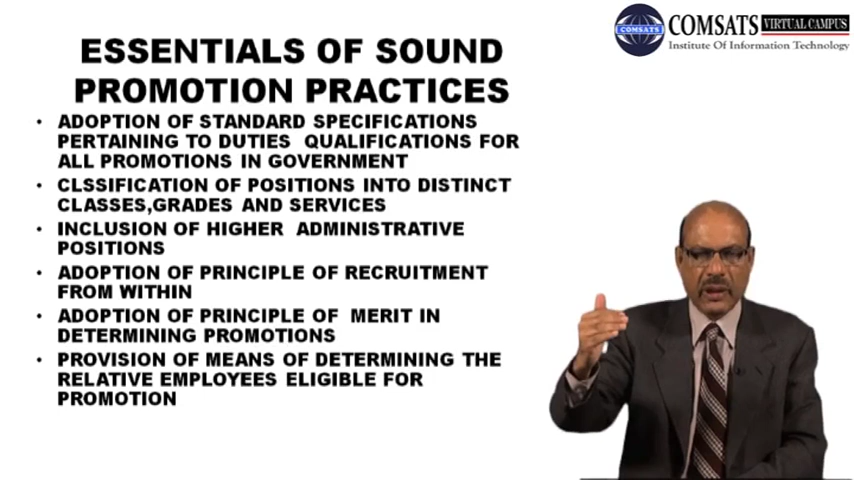 COMSATS VIRTUAL CAMPUS
Institute Of Information Technology
COMSATS
ESSENTIALS OF SOUND
PROMOTION PRACTICES
• ADOPTION OF STANDARD SPECIFICATIONS
PERTAINING TO DUTIES QUALIFICATIONS FOR
ALL PROMOTIONS IN GOVERNMENT
• CLSSIFICATION OF POSITIONS INTO DISTINCT
CLASSES,GRADES AND SERVICES
• INCLUSION OF HIGHER ADMINISTRATIVE
POSITIONS
• ADOPTION OF PRINCIPLE OF RECRUITMENT
FROM WITHIN
• ADOPTION OF PRINCIPLE OF MERIT IN
DETERMINING PROMOTIONS
• PROVISION OF MEANS OF DETERMINING THE
RELATIVE EMPLOYEES ELIGIBLE FOR
PROMOTION